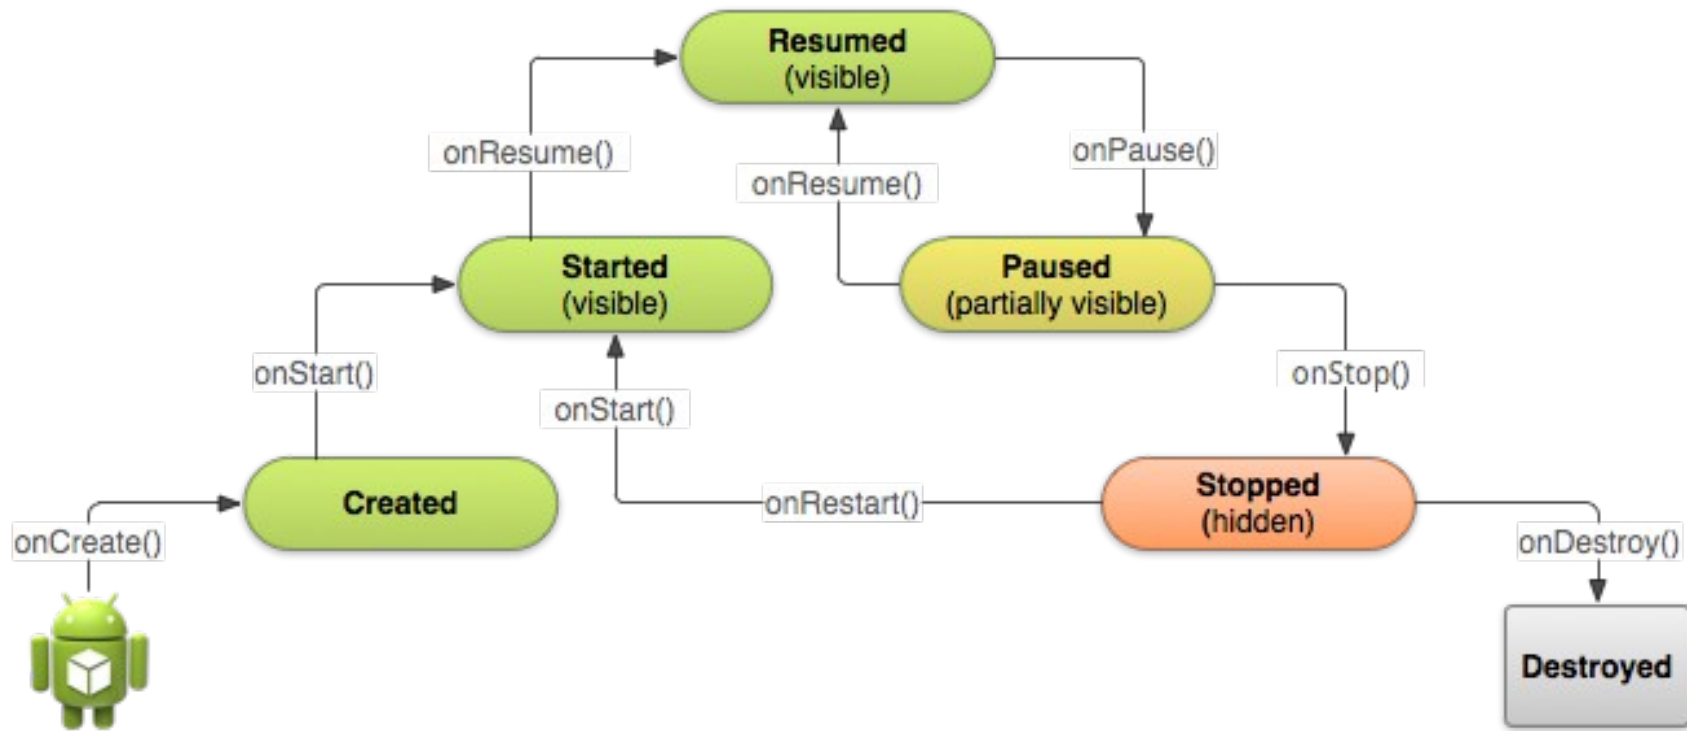 Resumed
(visible)
onResume()
onPause()
onResume()
Started
(visible)
Paused
(partially visible)
onStart()
onStop()
onStart()
Created
onRestart()
Stopped
(hidden)
onCreate()
onDestroy()
Destroyed